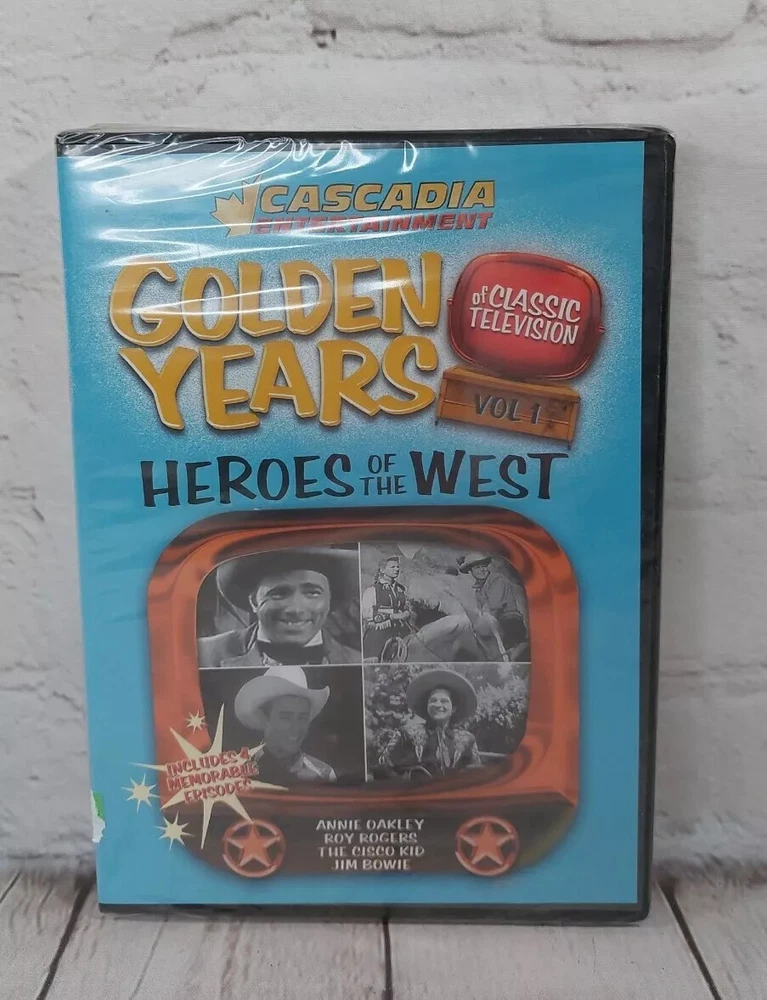 CASCADIA
ENTERTAINMENT
GOLDEN
YEARS
of CLASSIC
TELEVISION
VOL 1
HEROES OF THE WEST
INCLUDES 4
MEMORABLE
EPISODES
ANNIE OAKLEY
ROY ROGERS
THE CISCO KID
JIM BOWIE